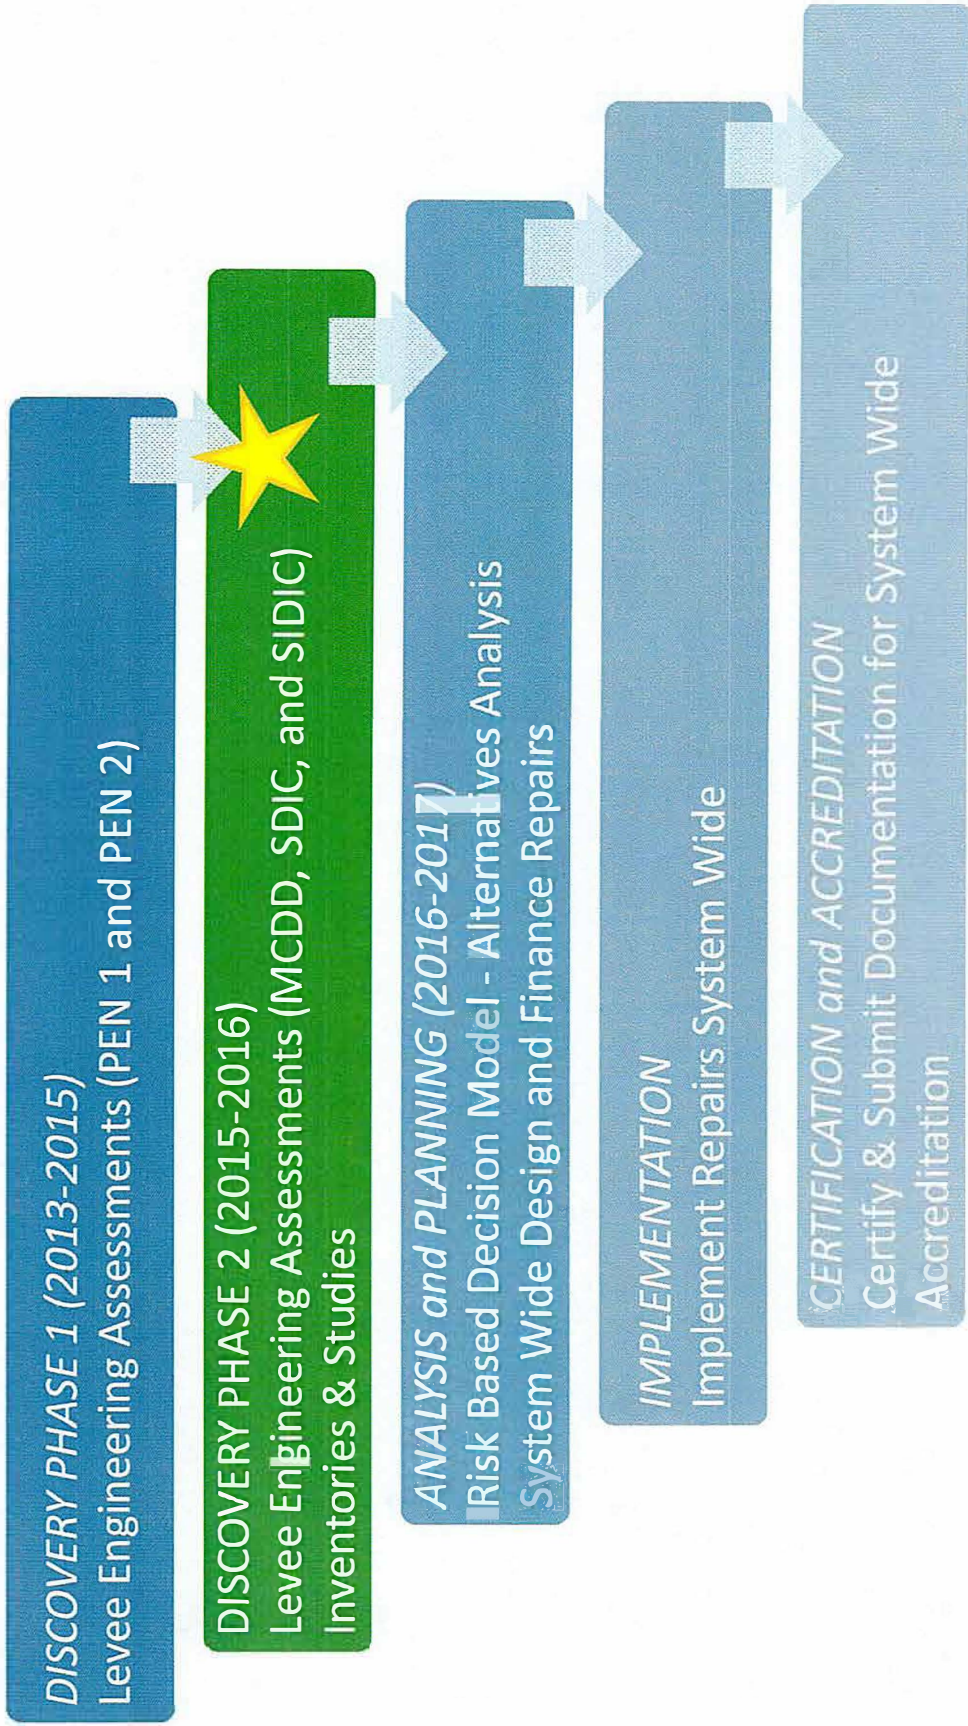 DISCOVERY PHASE 1 (2013-2015)
Levee Engineering Assessments (PEN 1 and PEN 2)
DISCOVERY PHASE 2 (2015-2016)
Levee Engineering Assessments (MCDD, SDIC, and SIDIC)
Inventories & Studies
ANALYSIS and PLANNING (2016-2017)
Risk Based Decision Model - Alternatives Analysis
System Wide Design and Finance Repairs
IMPLEMENTATION
Implement Repairs System Wide
CERTIFICATION and ACCREDITATION
Certify & Submit Documentation for System Wide
Accreditation